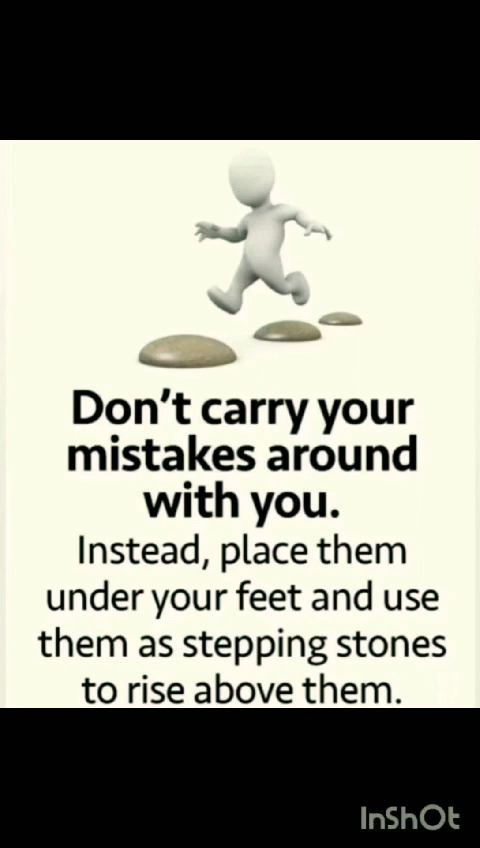 Don't carry your
mistakes around
with you.
Instead, place them
under your feet and use
them as stepping stones
to rise above them.
InShOt